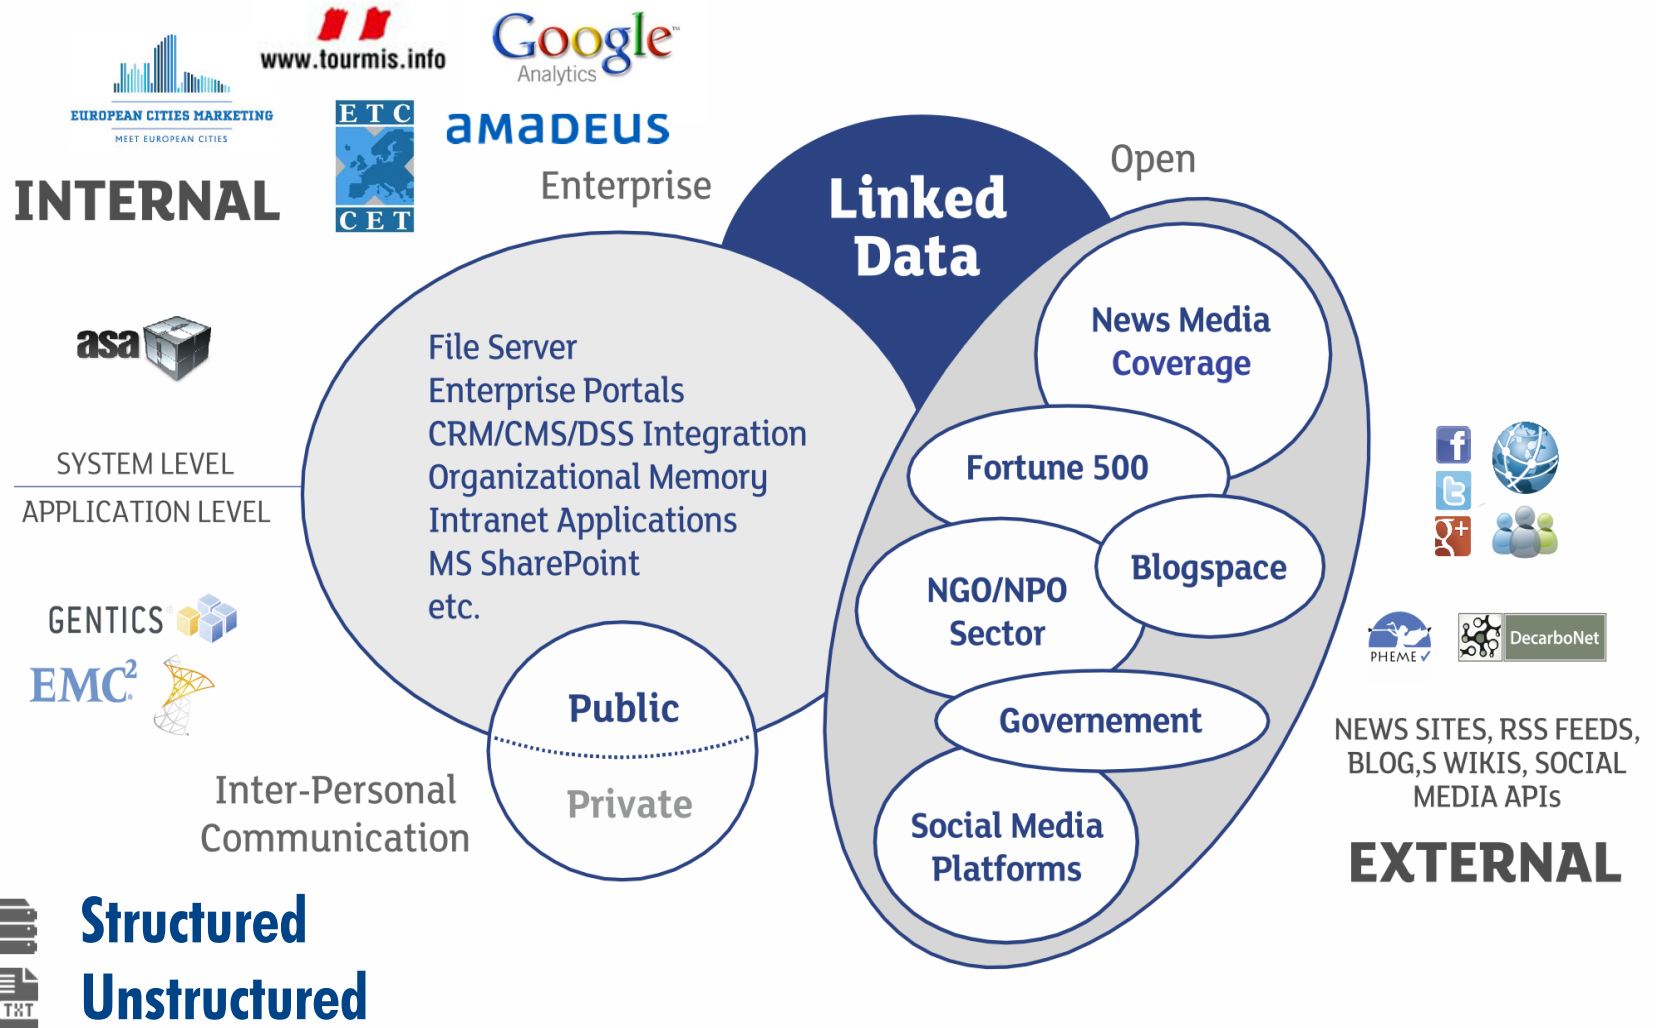 www.tourmis.info
Google™
Analytics
EUROPEAN CITIES MARKETING
MEET EUROPEAN CITIES
ETC
CET
aMaDEUS
INTERNAL
Enterprise
Open
Linked
Data
asa
News Media
Coverage
File Server
Enterprise Portals
CRM/CMS/DSS Integration
Organizational Memory
Intranet Applications
MS SharePoint
etc.
SYSTEM LEVEL
APPLICATION LEVEL
Fortune 500
f
t
g+
Blogspace
NGO/NPO
Sector
GENTICS®
EMC²
PHEME✓
DecarboNet
Public
Private
Governement
NEWS SITES, RSS FEEDS,
BLOG,S WIKIS, SOCIAL
MEDIA APIs
Inter-Personal
Communication
Social Media
Platforms
EXTERNAL
Structured
TXT
Unstructured